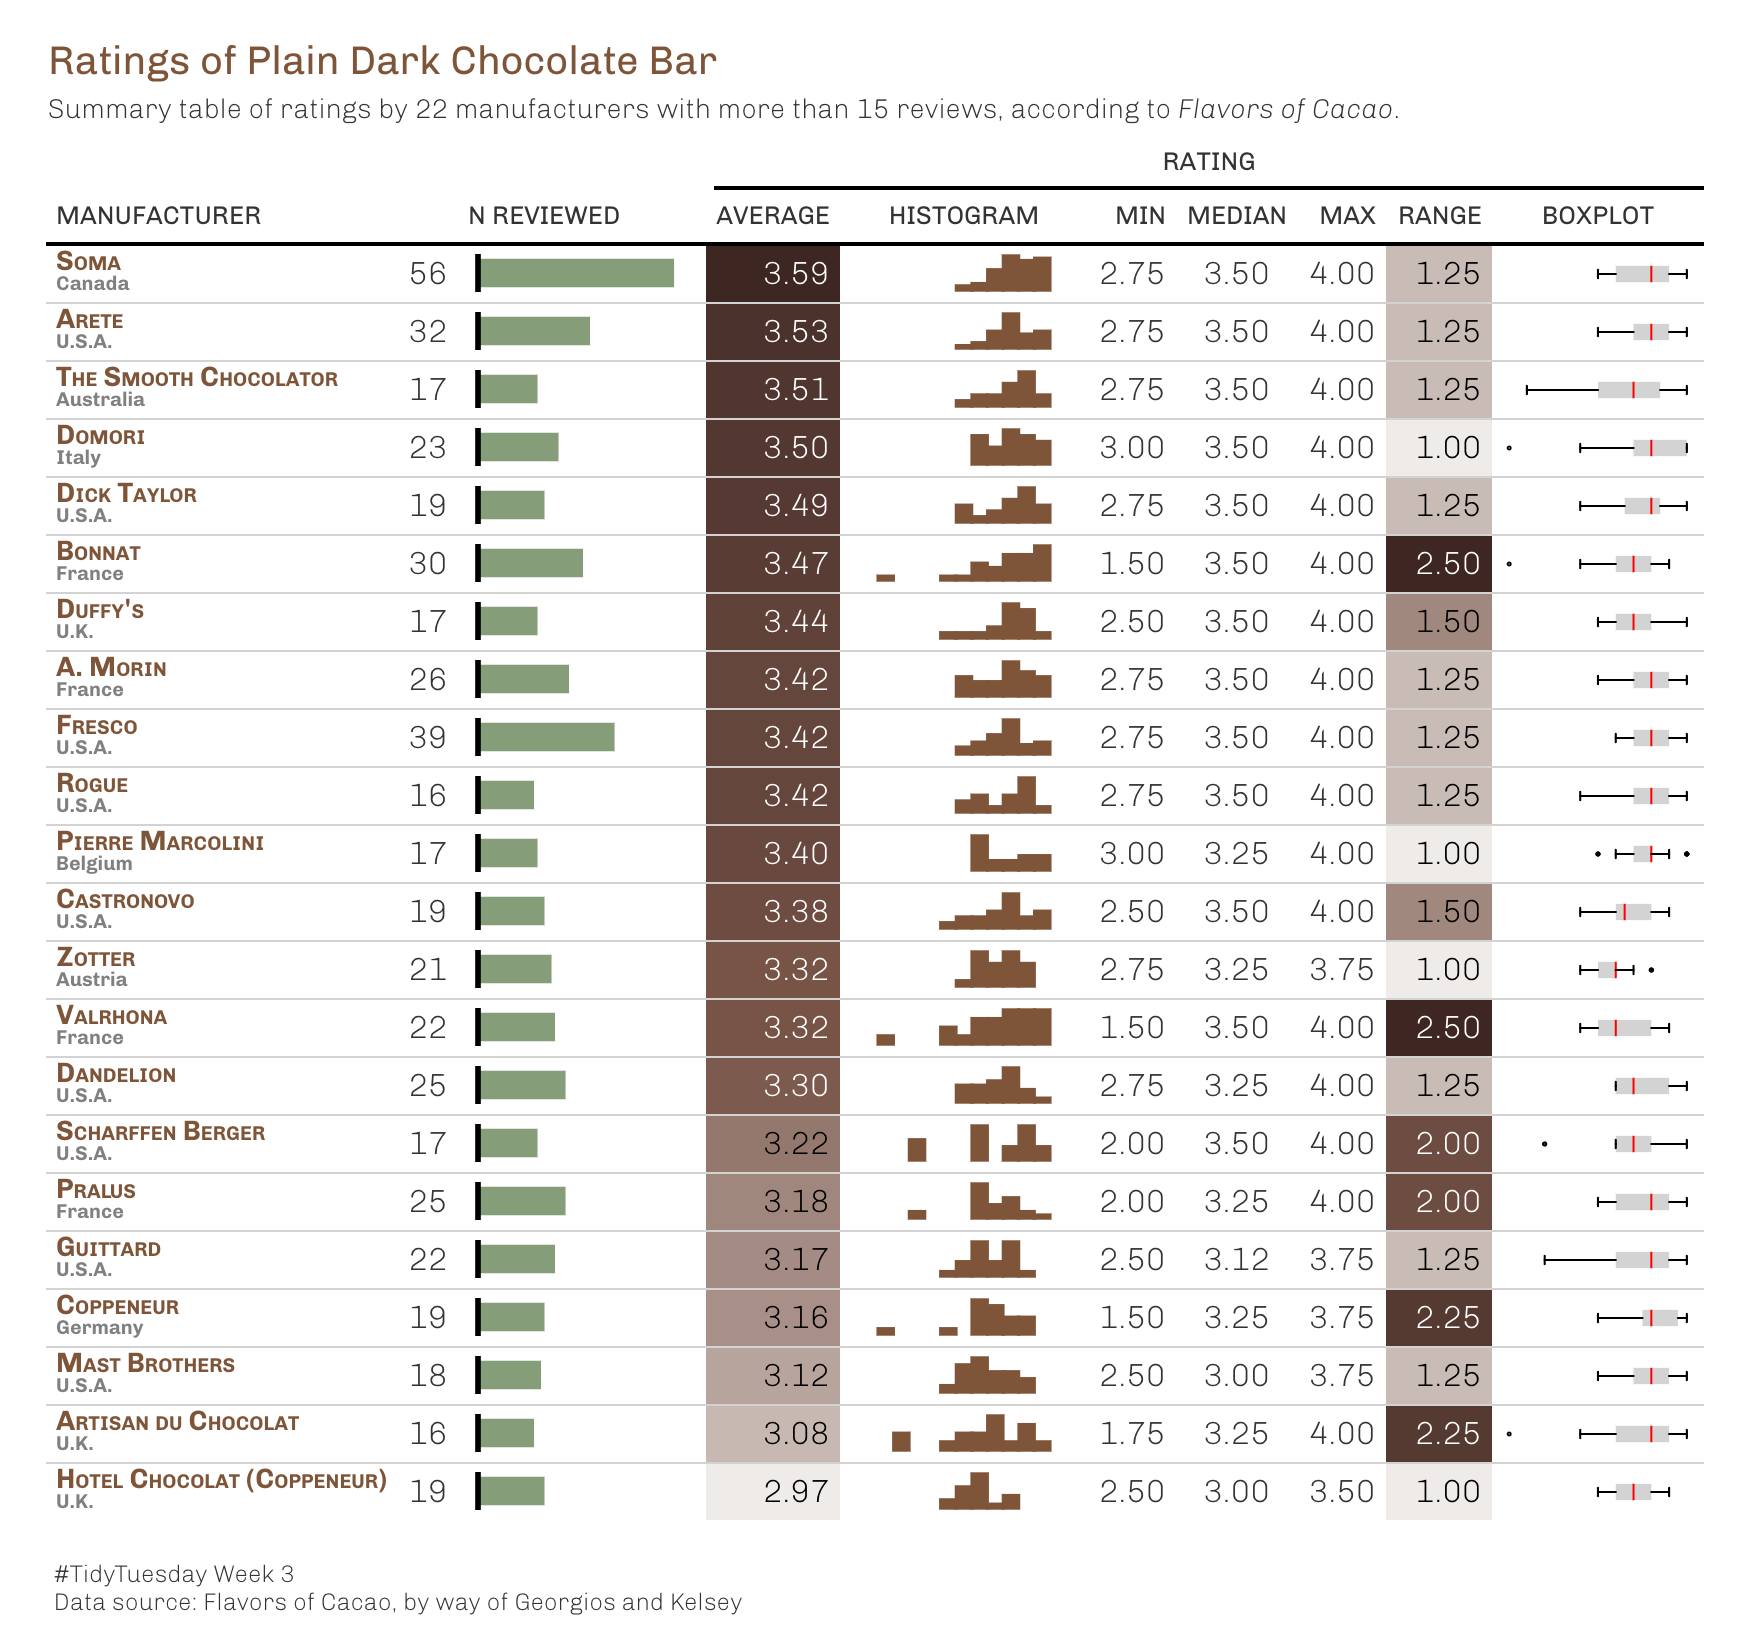 Ratings of Plain Dark Chocolate Bar
Summary table of ratings by 22 manufacturers with more than 15 reviews, according to Flavors of Cacao.
RATING
MANUFACTURER N REVIEWED AVERAGE HISTOGRAM MIN MEDIAN MAX RANGE BOXPLOT
SOMA
Canada
56 3.59 2.75 3.50 4.00 1.25
ARETE
U.S.A.
32 3.53 2.75 3.50 4.00 1.25
THE SMOOTH CHOCOLATOR
Australia
17 3.51 2.75 3.50 4.00 1.25
DOMORI
Italy
23 3.50 3.00 3.50 4.00 1.00
DICK TAYLOR
U.S.A.
19 3.49 2.75 3.50 4.00 1.25
BONNAT
France
30 3.47 1.50 3.50 4.00 2.50
DUFFY'S
U.K.
17 3.44 2.50 3.50 4.00 1.50
A. MORIN
France
26 3.42 2.75 3.50 4.00 1.25
FRESCO
U.S.A.
39 3.42 2.75 3.50 4.00 1.25
ROGUE
U.S.A.
16 3.42 2.75 3.50 4.00 1.25
PIERRE MARCOLINI
Belgium
17 3.40 3.00 3.25 4.00 1.00
CASTRONOVO
U.S.A.
19 3.38 2.50 3.50 4.00 1.50
ZOTTER
Austria
21 3.32 2.75 3.25 3.75 1.00
VALRHONA
France
22 3.32 1.50 3.50 4.00 2.50
DANDELION
U.S.A.
25 3.30 2.75 3.25 4.00 1.25
SCHARFFEN BERGER
U.S.A.
17 3.22 2.00 3.50 4.00 2.00
PRALUS
France
25 3.18 2.00 3.25 4.00 2.00
GUITTARD
U.S.A.
22 3.17 2.50 3.12 3.75 1.25
COPPENEUR
Germany
19 3.16 1.50 3.25 3.75 2.25
MAST BROTHERS
U.S.A.
18 3.12 2.50 3.00 3.75 1.25
ARTISAN DU CHOCOLAT
U.K.
16 3.08 1.75 3.25 4.00 2.25
HOTEL CHOCOLAT (COPPENEUR)
U.K.
19 2.97 2.50 3.00 3.50 1.00
#TidyTuesday Week 3
Data source: Flavors of Cacao, by way of Georgios and Kelsey